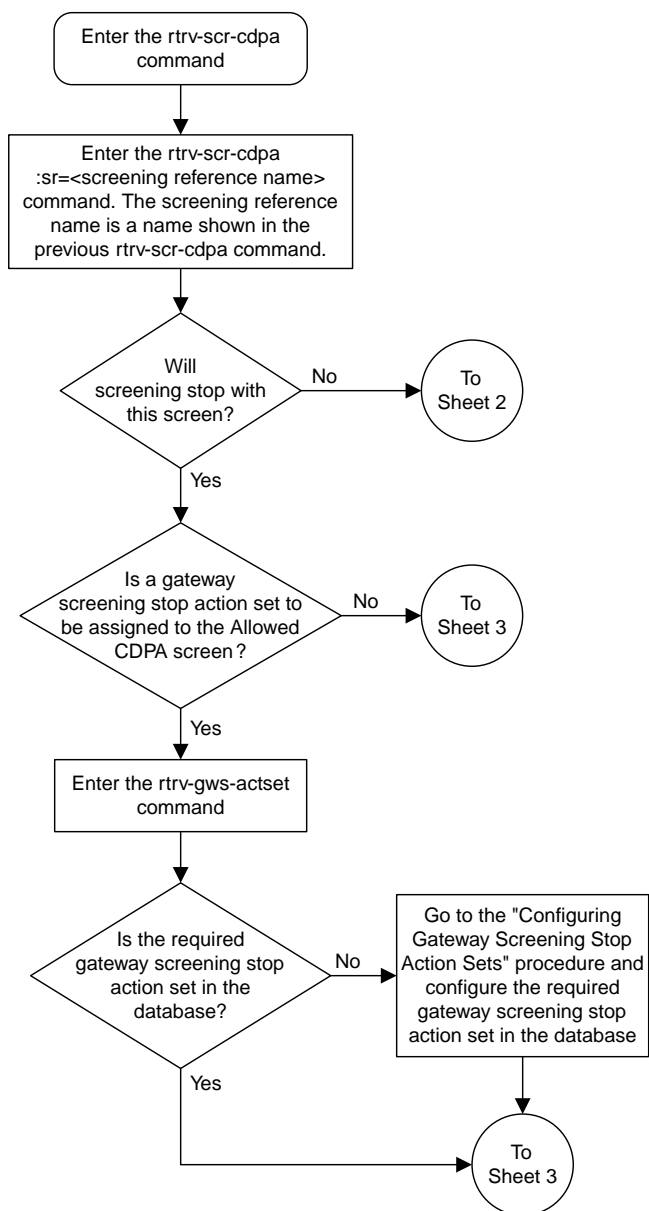 Enter the rtrv-scr-cdpa
command
Enter the rtrv-scr-cdpa
:sr=<screening reference name>
command. The screening reference
name is a name shown in the
previous rtrv-scr-cdpa command.
Will
screening stop with
this screen?
No
To
Sheet 2
Yes
Is a gateway
screening stop action set to
be assigned to the Allowed
CDPA screen?
No
To
Sheet 3
Yes
Enter the rtrv-gws-actset
command
Is the required
gateway screening stop
action set in the
database?
No
Go to the "Configuring
Gateway Screening Stop
Action Sets" procedure and
configure the required
gateway screening stop
action set in the database
Yes
To
Sheet 3